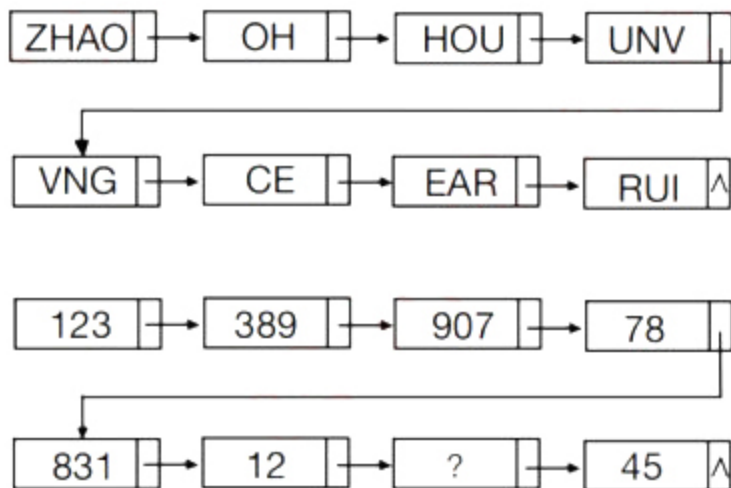 ZHAO OH HOU UNV
VNG CE EAR RUI ∧
123 389 907 78
831 12 ? 45 ∧